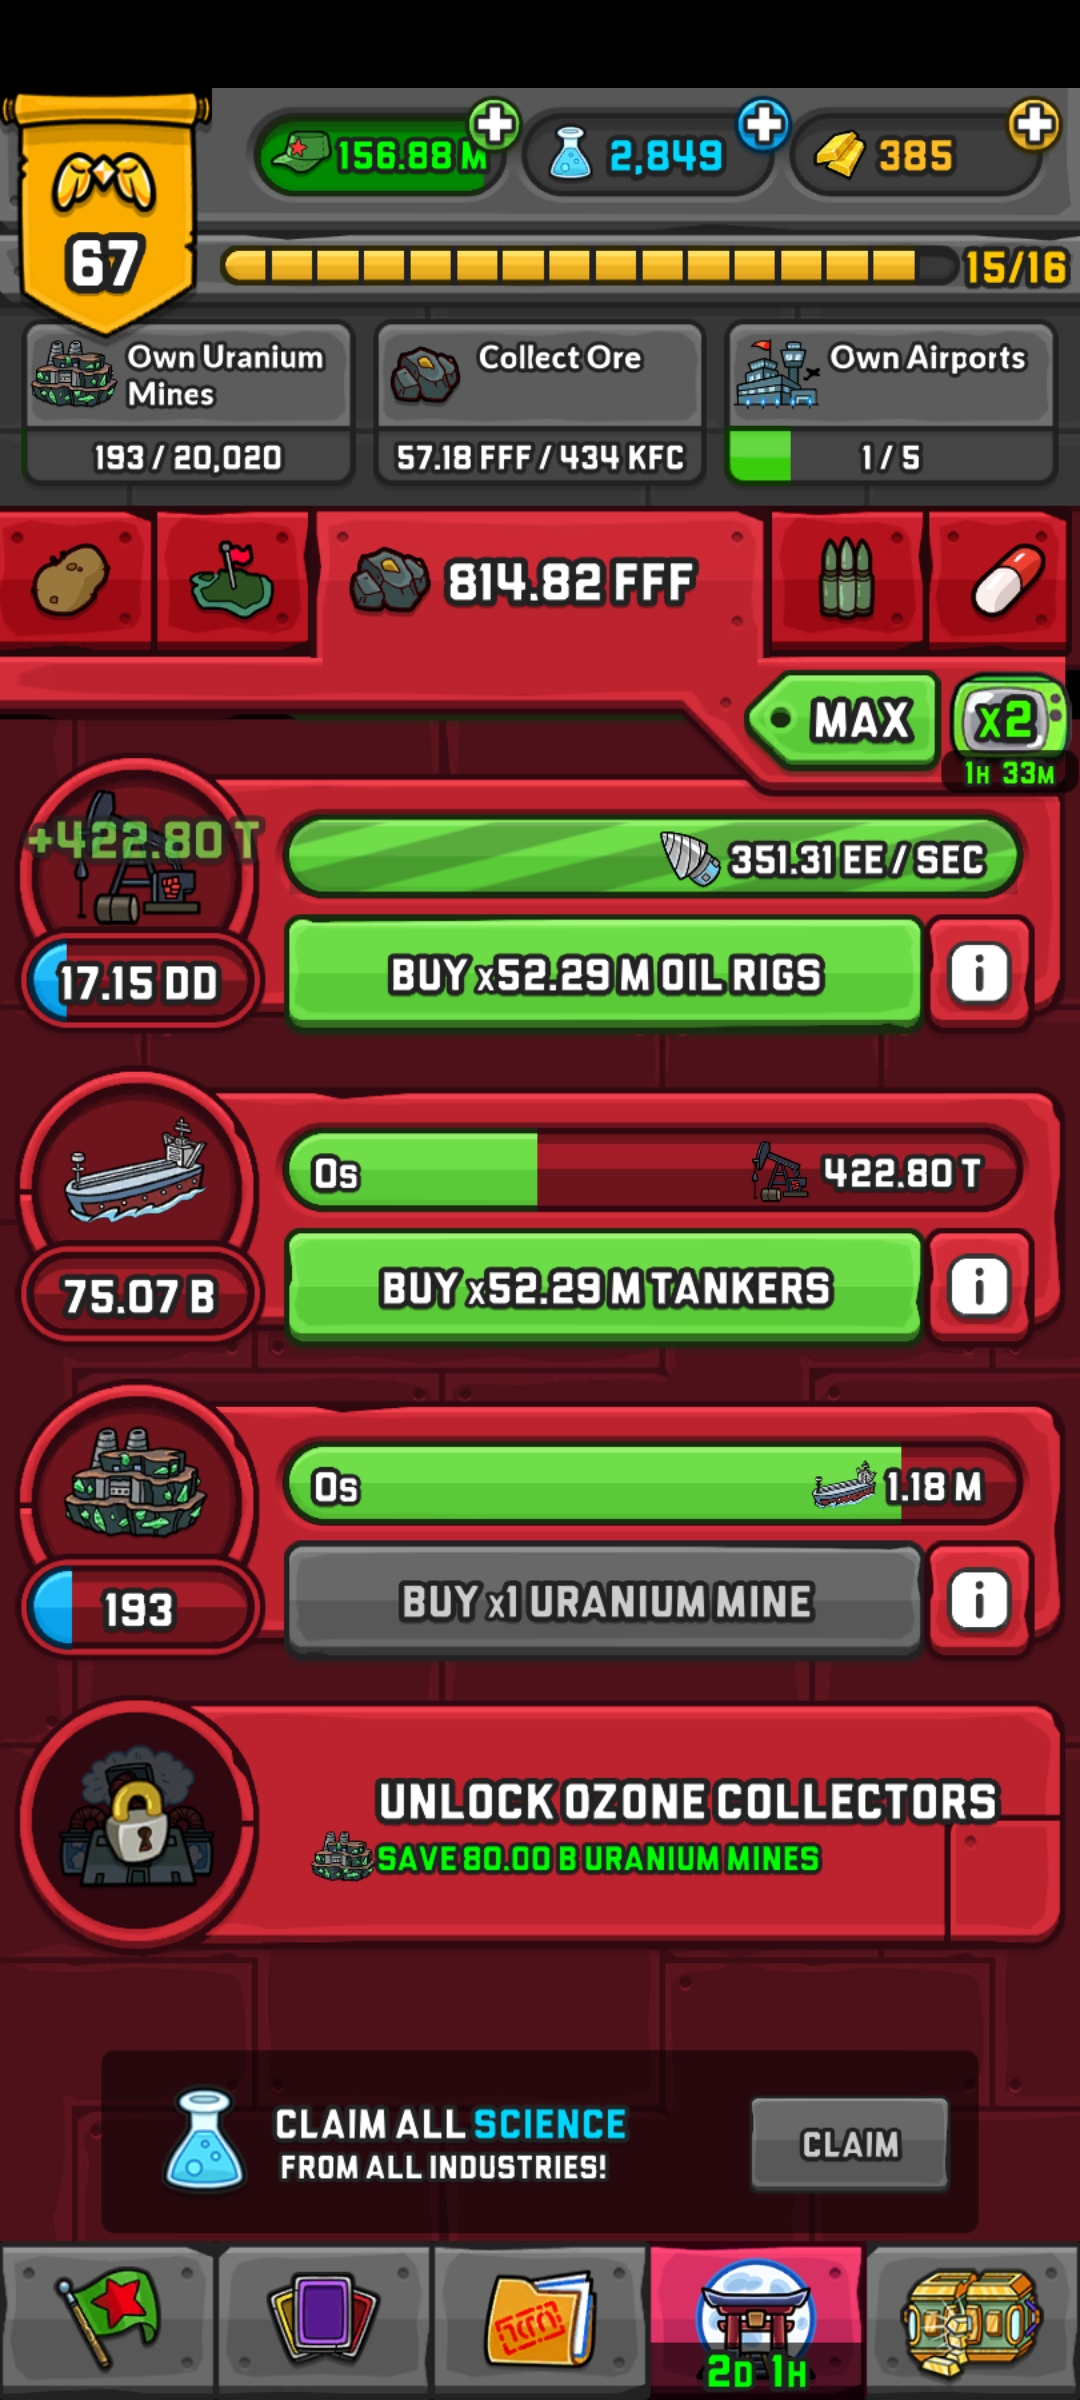 156.88 M
2,849
385
67
15/16
Own Uranium
Mines
193 / 20,020
Collect Ore
57.18 FFF / 434 KFC
Own Airports
1 / 5
814.82 FFF
MAX
x2
1H 33M
+422.80 T
351.31 EE / SEC
17.15 DD
BUY x52.29 M OIL RIGS
i
0s
422.80 T
75.07 B
BUY x52.29 M TANKERS
i
0s
1.18 M
193
BUY x1 URANIUM MINE
i
UNLOCK OZONE COLLECTORS
SAVE 80.00 B URANIUM MINES
CLAIM ALL SCIENCE
FROM ALL INDUSTRIES!
CLAIM
2D 1H